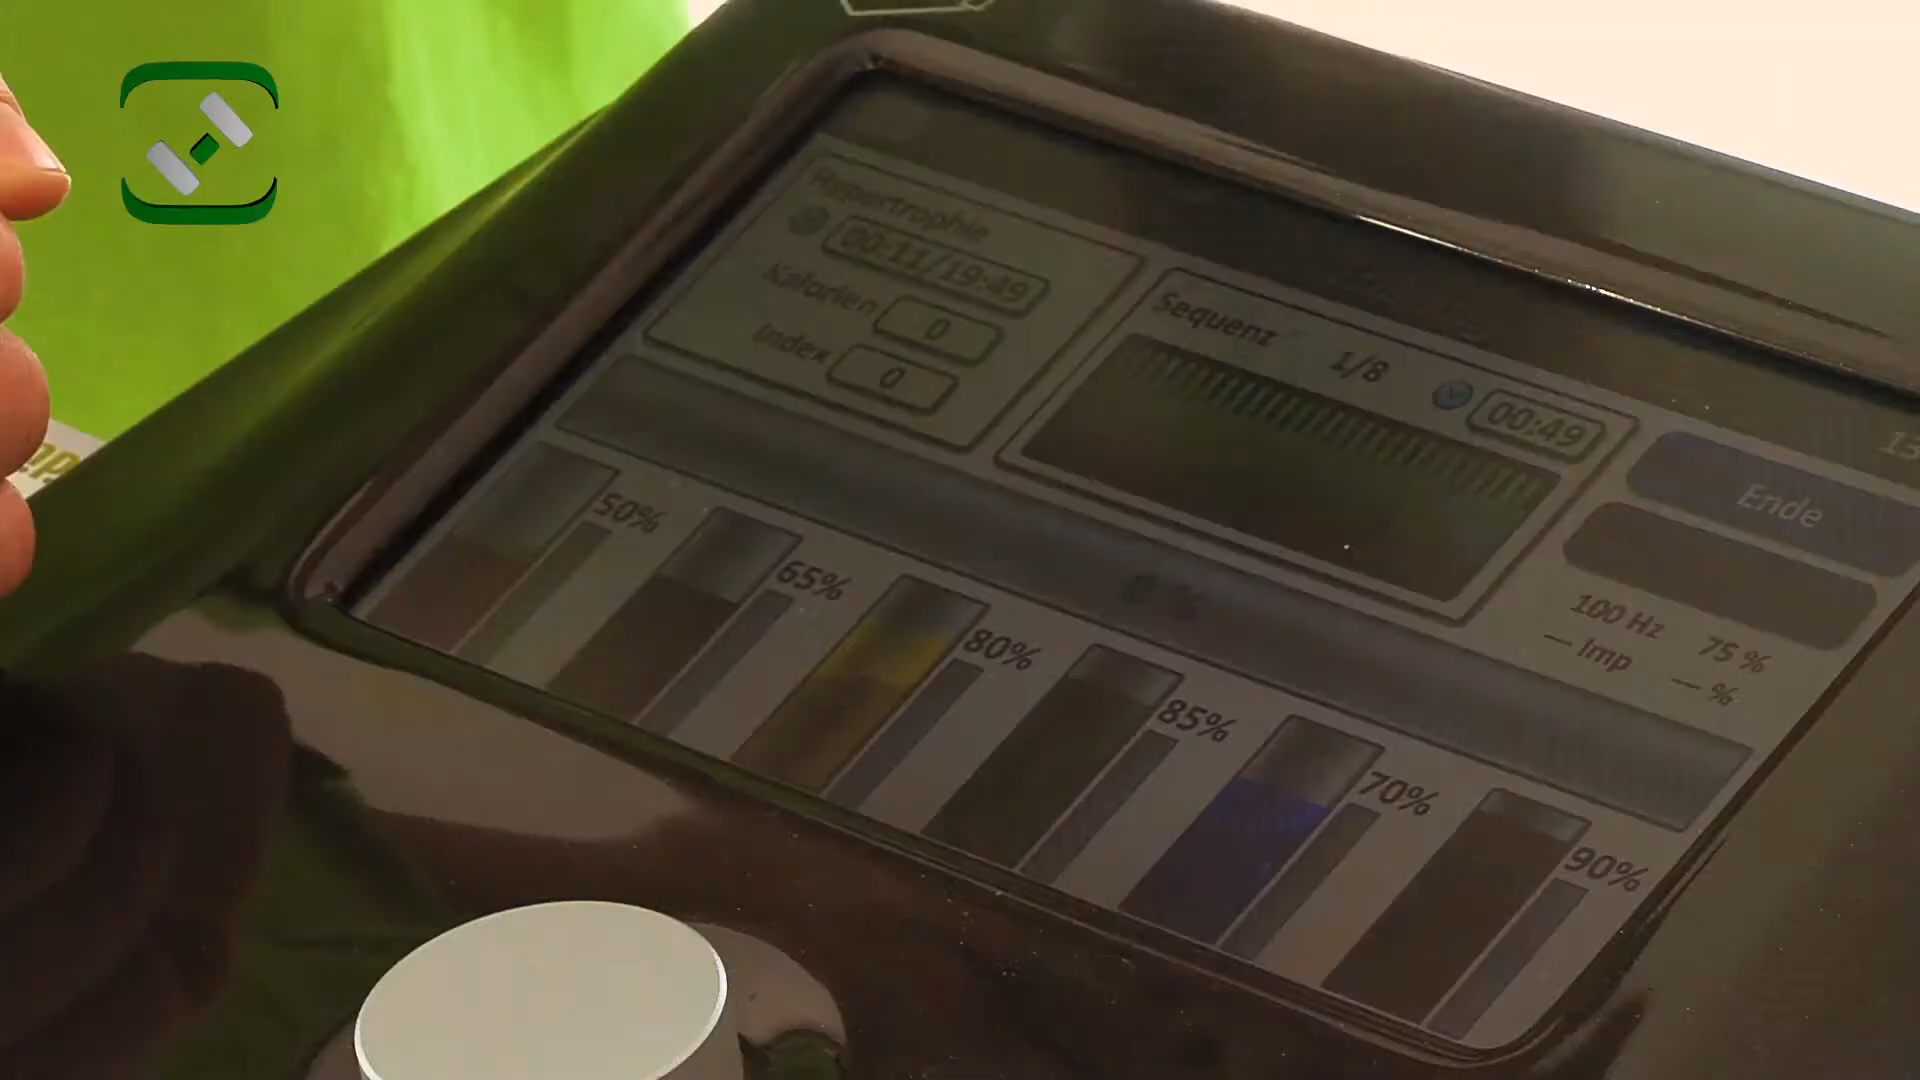 Hypertrophie
00:11/19:49
Kalorien 0
Index 0
Sequenz 1/8 00:49
Ende
100 Hz 75 %
— Imp — %
0 %
50%
65%
80%
85%
70%
90%